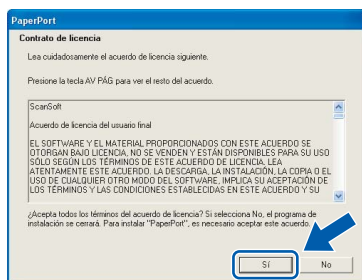 PaperPort
Contrato de licencia
Lea cuidadosamente el acuerdo de licencia siguiente.
Presione la tecla AV PÁG para ver el resto del acuerdo.
ScanSoft
Acuerdo de licencia del usuario final
EL SOFTWARE Y EL MATERIAL PROPORCIONADOS CON ESTE ACUERDO SE
OTORGAN BAJO LICENCIA, NO SE VENDEN Y ESTÁN DISPONIBLES PARA SU USO
SÓLO SEGÚN LOS TÉRMINOS DE ESTE ACUERDO DE LICENCIA. LEA
ATENTAMENTE ESTE ACUERDO. LA DESCARGA, LA INSTALACIÓN, LA COPIA O EL
USO DE CUALQUIER OTRO MODO DEL SOFTWARE, IMPLICA SU ACEPTACIÓN DE
LOS TÉRMINOS Y LAS CONDICIONES ESTABLECIDAS EN ESTE ACUERDO Y SU
¿Acepta todos los términos del acuerdo de licencia? Si selecciona No, el programa de
instalación se cerrará. Para instalar "PaperPort", es necesario aceptar este acuerdo.
Sí
No